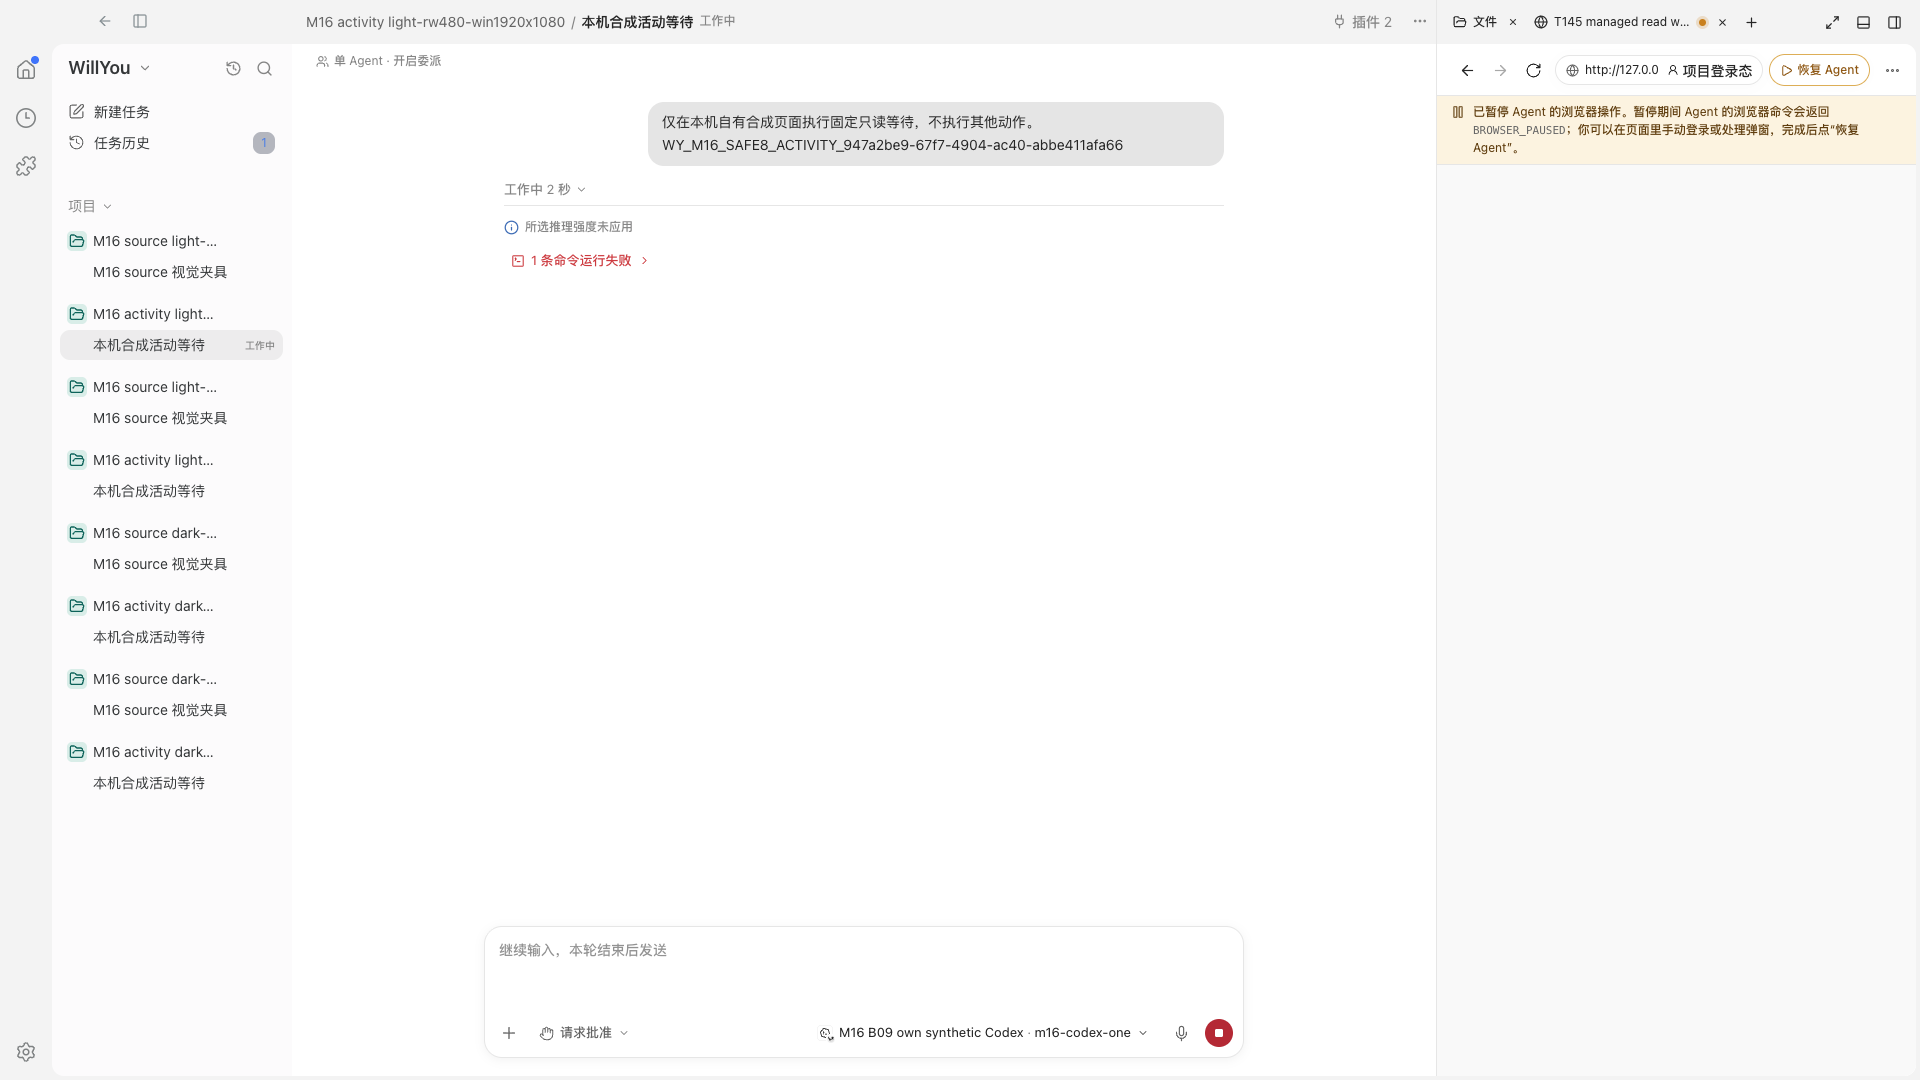 M16 activity light-rw480-win1920x1080 / 本机合成活动等待 工作中
插件 2
文件
T145 managed read w...
WillYou
新建任务
任务历史
1
项目
M16 source light-...
M16 source 视觉夹具
M16 activity light...
本机合成活动等待 工作中
M16 source light-...
M16 source 视觉夹具
M16 activity light...
本机合成活动等待
M16 source dark-...
M16 source 视觉夹具
M16 activity dark...
本机合成活动等待
M16 source dark-...
M16 source 视觉夹具
M16 activity dark...
本机合成活动等待
单 Agent · 开启委派
仅在本机自有合成页面执行固定只读等待，不执行其他动作。
WY_M16_SAFE8_ACTIVITY_947a2be9-67f7-4904-ac40-abbe411afa66
工作中 2 秒
所选推理强度未应用
1 条命令运行失败
继续输入，本轮结束后发送
请求批准
M16 B09 own synthetic Codex · m16-codex-one
http://127.0.0 项目登录态
恢复 Agent
已暂停 Agent 的浏览器操作。暂停期间 Agent 的浏览器命令会返回
BROWSER_PAUSED；你可以在页面里手动登录或处理弹窗，完成后点“恢复
Agent”。